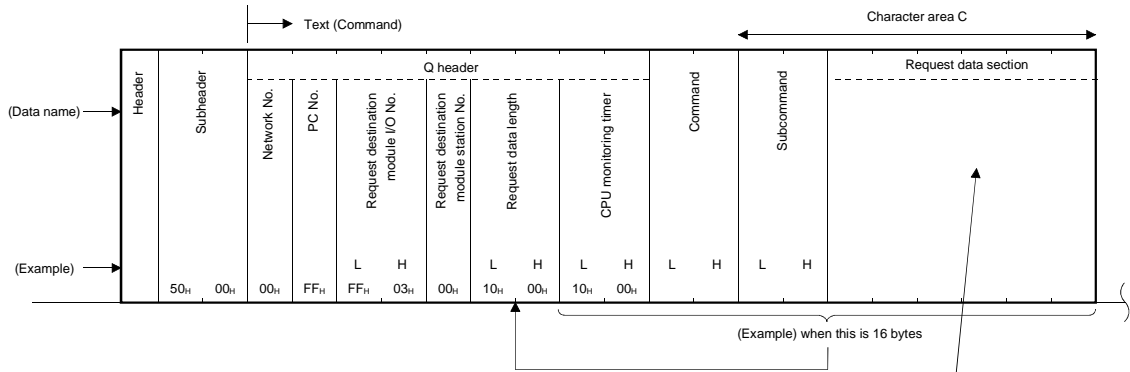 Text (Command)
Character area C
(Data name)
Header
Subheader
Q header
Network No.
PC No.
Request destination
module I/O No.
Request destination
module station No.
Request data length
CPU monitoring timer
Command
Subcommand
Request data section
(Example)
L H L H L H L H L H
50H 00H 00H FFH FFH 03H 00H 10H 00H 10H 00H
(Example) when this is 16 bytes